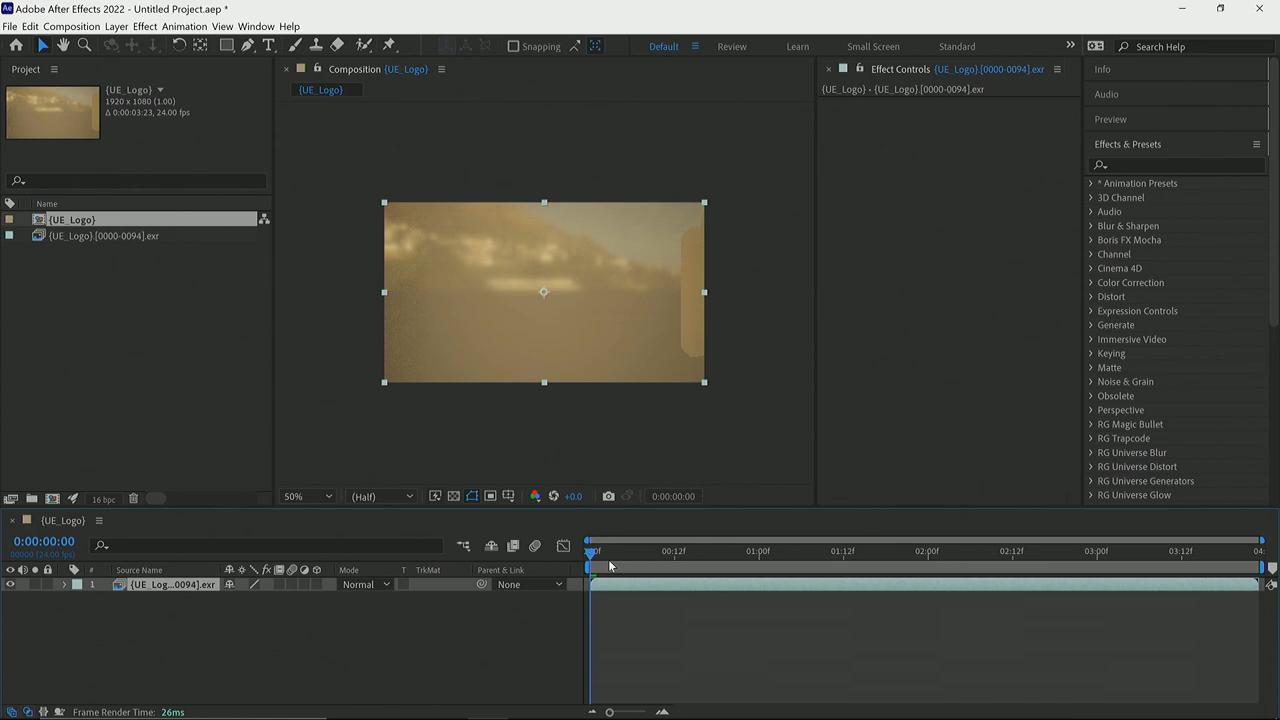 Ae Adobe After Effects 2022 - Untitled Project.aep *
File Edit Composition Layer Effect Animation View Window Help
Snapping
Default Review Learn Small Screen Standard Search Help
Project
{UE_Logo}
1920 x 1080 (1.00)
Δ 0:00:03:23, 24.00 fps
Name
{UE_Logo}
{UE_Logo}.[0000-0094].exr
16 bpc
Composition {UE_Logo}
{UE_Logo}
50% (Half) +0.0 0:00:00:00
Effect Controls {UE_Logo}.[0000-0094].exr
{UE_Logo} • {UE_Logo}.[0000-0094].exr
Info
Audio
Preview
Effects & Presets
* Animation Presets
3D Channel
Audio
Blur & Sharpen
Boris FX Mocha
Channel
Cinema 4D
Color Correction
Distort
Expression Controls
Generate
Immersive Video
Keying
Matte
Noise & Grain
Obsolete
Perspective
RG Magic Bullet
RG Trapcode
RG Universe Blur
RG Universe Distort
RG Universe Generators
RG Universe Glow
{UE_Logo}
0:00:00:00
00000 (24.00 fps)
00:12f 01:00f 01:12f 02:00f 02:12f 03:00f 03:12f
# Source Name Mode T TrkMat Parent & Link
1 {UE_Log...0094].exr Normal None
Frame Render Time: 26ms